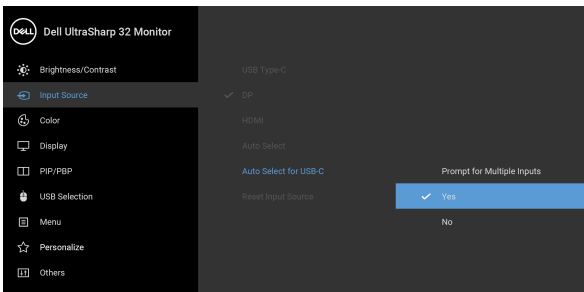 DELL
Dell UltraSharp 32 Monitor
Brightness/Contrast
USB Type-C
Input Source
DP
Color
HDMI
Display
Auto Select
PIP/PBP
Auto Select for USB-C
Prompt for Multiple Inputs
USB Selection
Reset Input Source
Yes
Menu
No
Personalize
Others